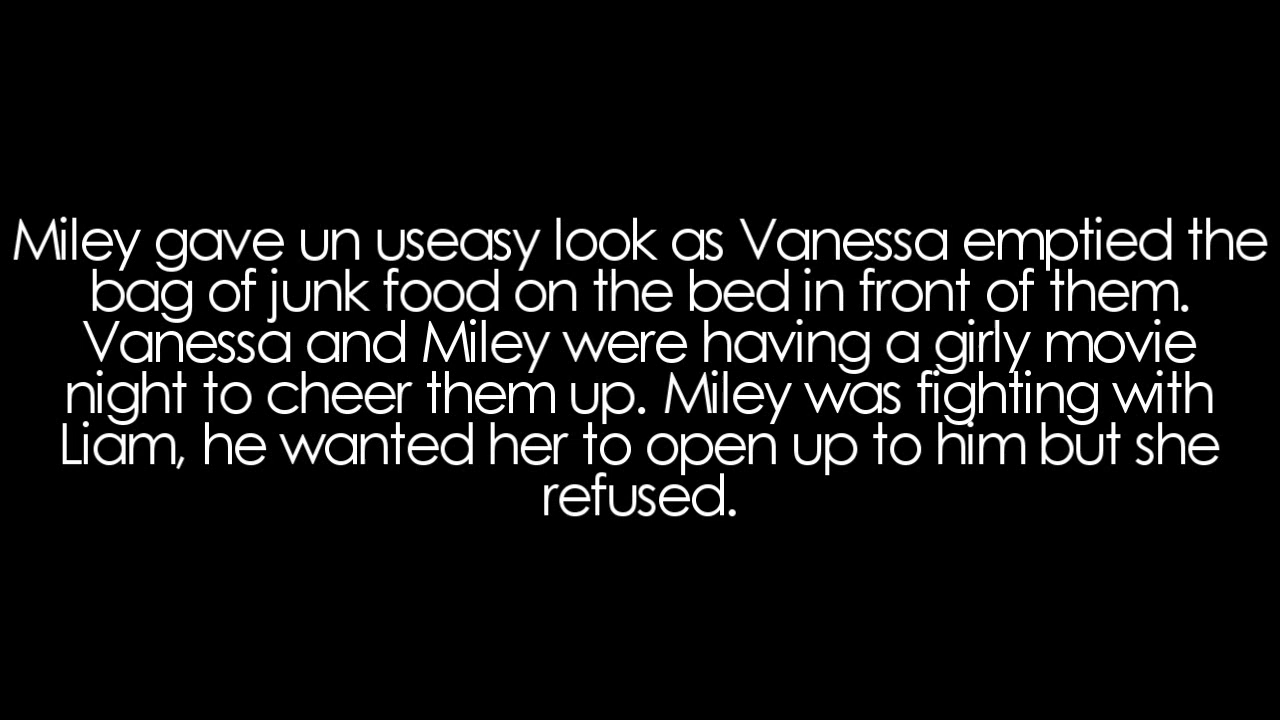 Miley gave un useasy look as Vanessa emptied the
bag of junk food on the bed in front of them.
Vanessa and Miley were having a girly movie
night to cheer them up. Miley was fighting with
Liam, he wanted her to open up to him but she
refused.